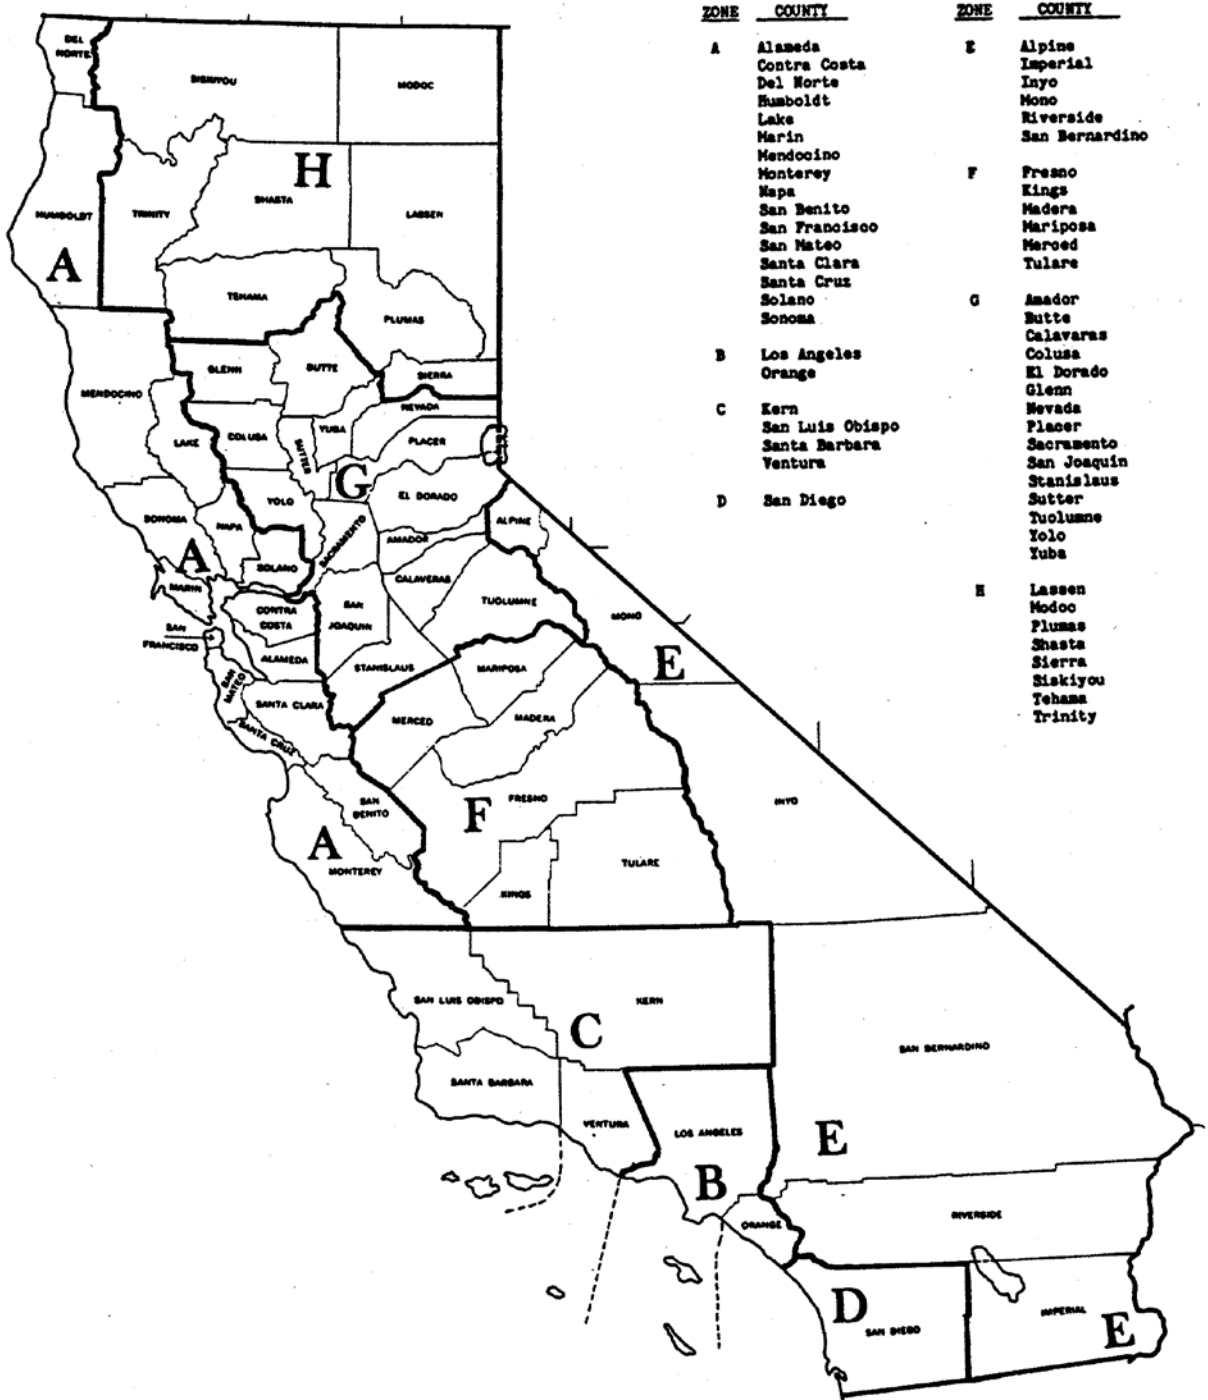 ZONE COUNTY
A Alameda
Contra Costa
Del Norte
Humboldt
Lake
Marin
Mendocino
Monterey
Napa
San Benito
San Francisco
San Mateo
Santa Clara
Santa Cruz
Solano
Sonoma
B Los Angeles
Orange
C Kern
San Luis Obispo
Santa Barbara
Ventura
D San Diego
ZONE COUNTY
E Alpine
Imperial
Inyo
Mono
Riverside
San Bernardino
F Fresno
Kings
Madera
Mariposa
Merced
Tulare
G Amador
Butte
Calavaras
Colusa
El Dorado
Glenn
Nevada
Placer
Sacramento
San Joaquin
Stanislaus
Sutter
Tuolumne
Yolo
Yuba
H Lassen
Modoc
Plumas
Shasta
Sierra
Siskiyou
Tehama
Trinity
DEL
NORTE
SISKIYOU
MODOC
H
HUMBOLDT
TRINITY
SHASTA
LASSEN
A
TEHAMA
PLUMAS
GLENN
BUTTE
SIERRA
MENDOCINO
NEVADA
LAKE
COLUSA
SUTTER
YUBA
PLACER
G
YOLO
EL DORADO
SONOMA
NAPA
SACRAMENTO
ALPINE
A
AMADOR
SOLANO
MARIN
CALAVERAS
CONTRA
COSTA
SAN
JOAQUIN
TUOLUMNE
MONO
SAN
FRANCISCO
ALAMEDA
STANISLAUS
MARIPOSA
E
SAN
MATEO
SANTA CLARA
MERCED
MADERA
SANTA CRUZ
SAN
BENITO
FRESNO
INYO
F
A
MONTEREY
TULARE
KINGS
SAN LUIS OBISPO
KERN
C
SAN BERNARDINO
SANTA BARBARA
VENTURA
LOS ANGELES
E
B
ORANGE
RIVERSIDE
D
SAN DIEGO
IMPERIAL
E